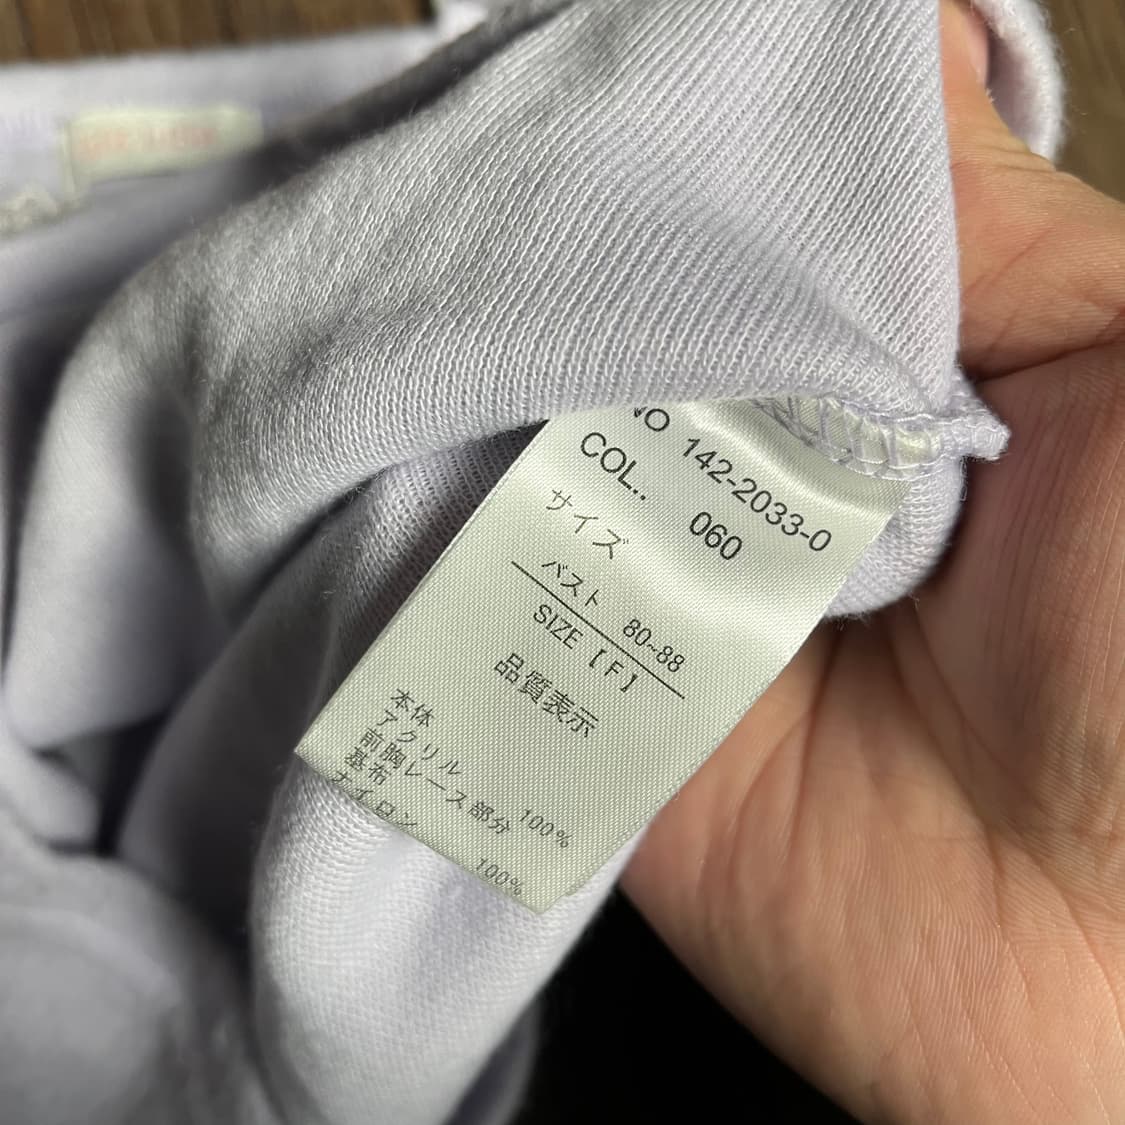 NO 142-2033-0
COL.. 060
サイズ
バスト 80~88
SIZE 【F】
品質表示
本体
アクリル 100%
前胸レース部分
基布
ナイロン 100%